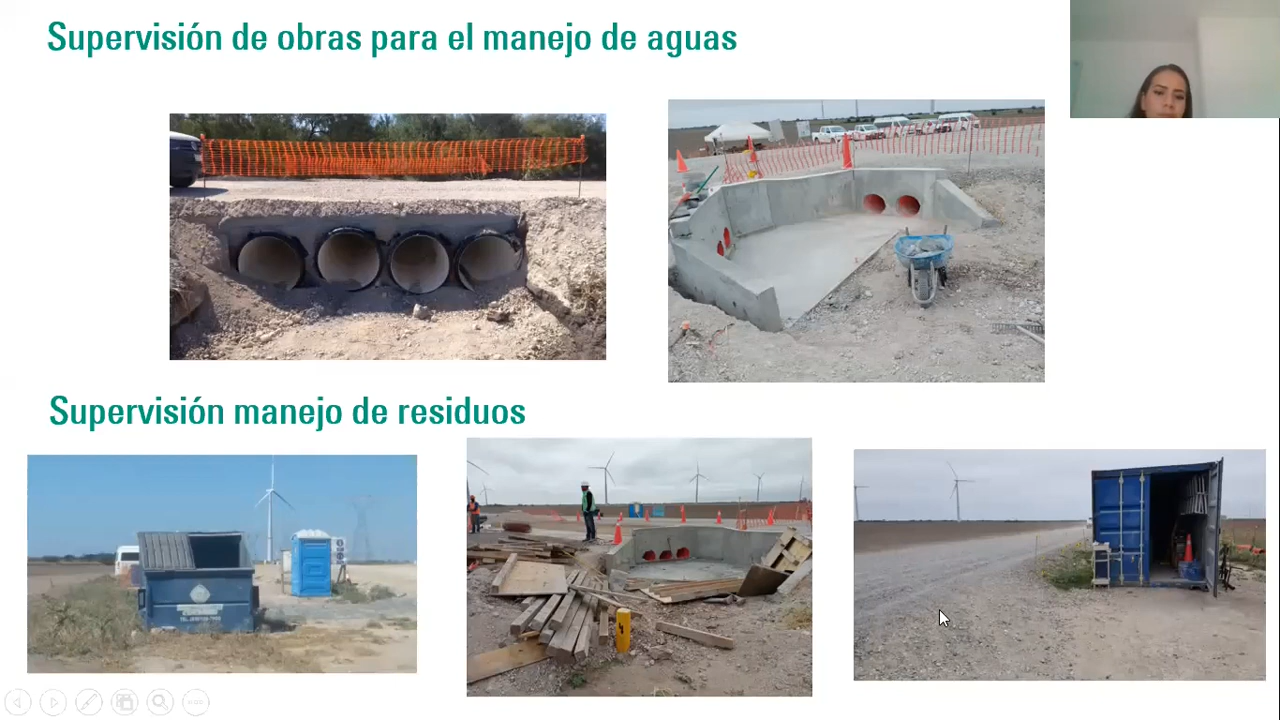 Supervisión de obras para el manejo de aguas
Supervisión manejo de residuos